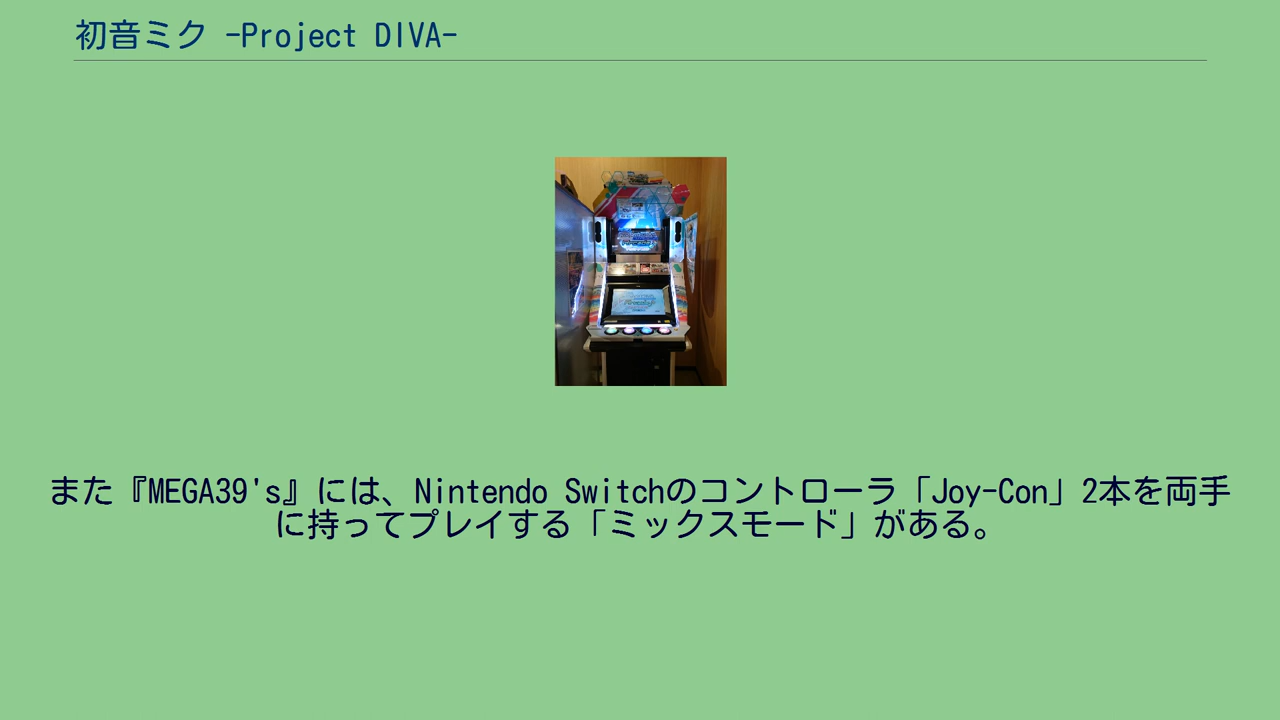 初音ミク -Project DIVA-
また『MEGA39's』には、Nintendo Switchのコントローラ「Joy-Con」2本を両手
に持ってプレイする「ミックスモード」がある。